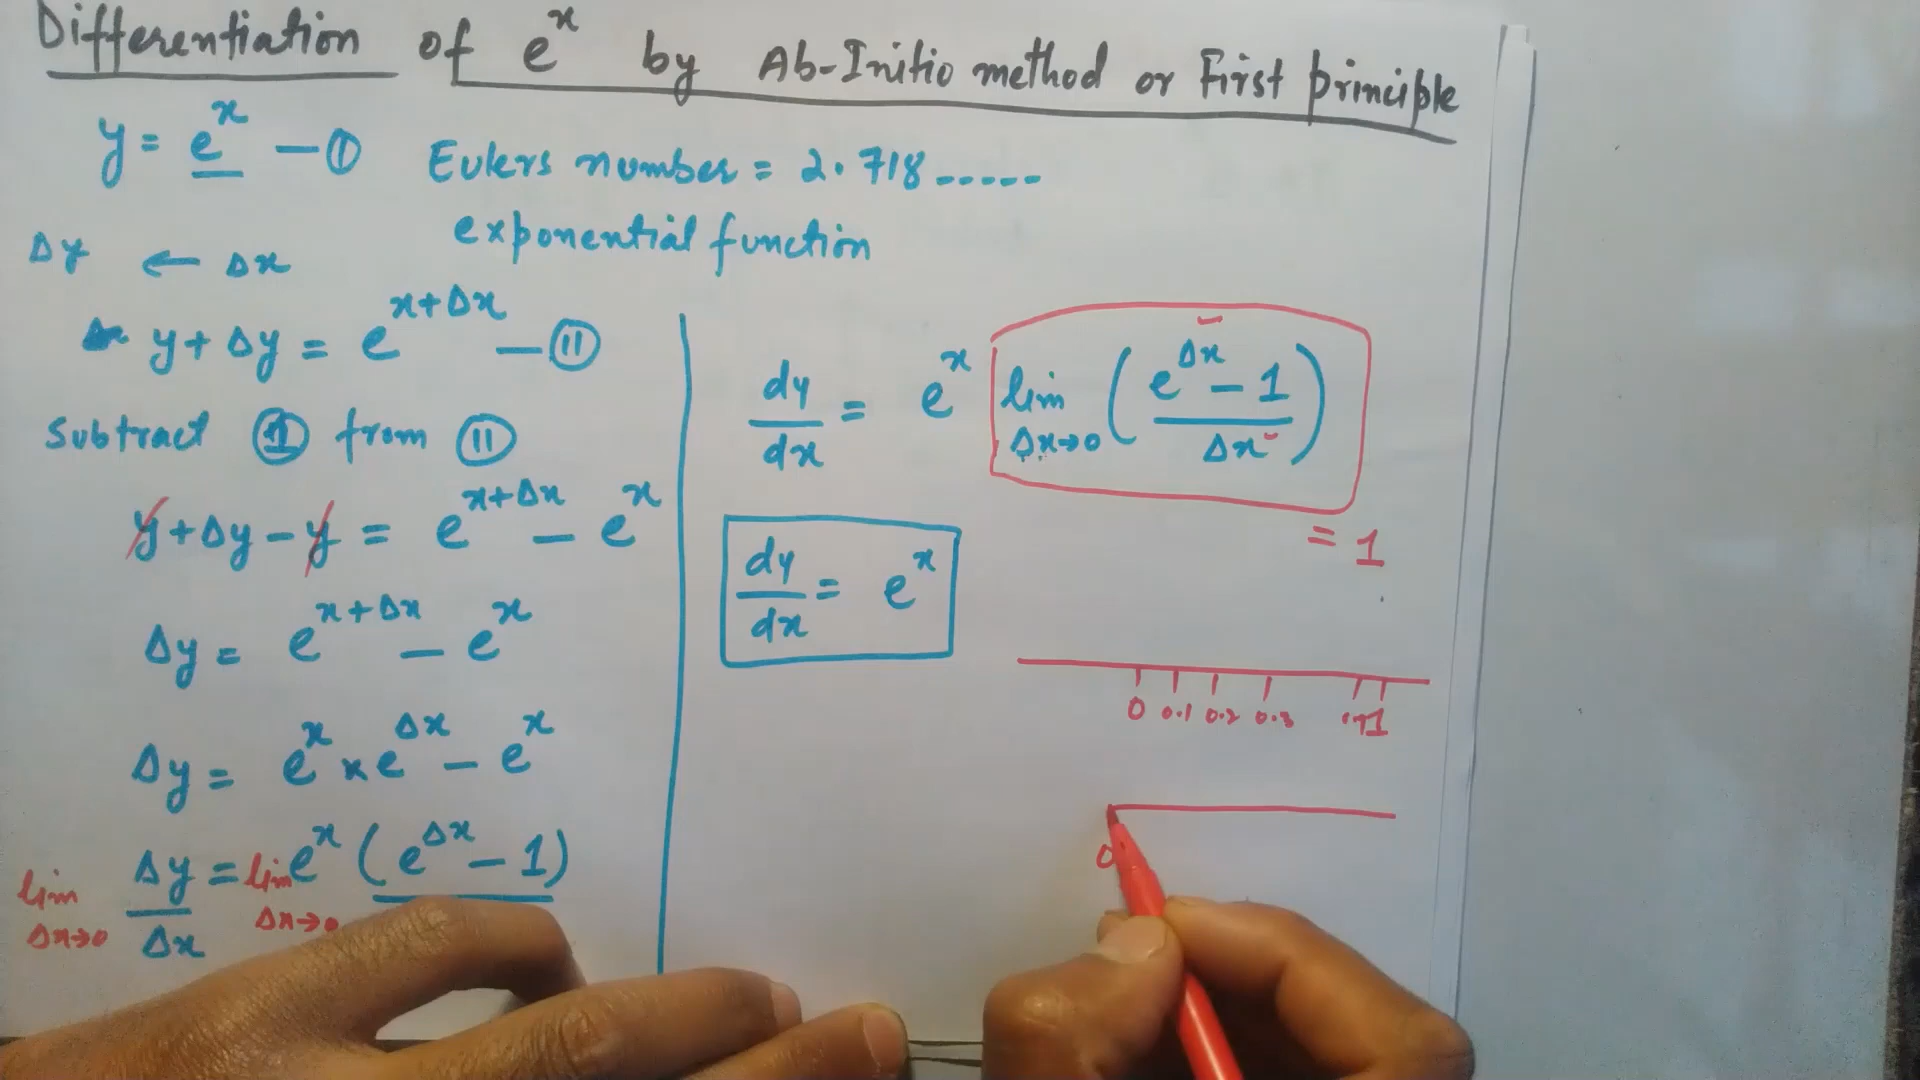 Differentiation of e^x by Ab-Initio method or First principle
y = e^x — ①
Eulers number = 2.718.....
exponential function
Δy ← Δx
y + Δy = e^(x+Δx) — ⑪
Subtract ① from ⑪
y + Δy - y = e^(x+Δx) - e^x
Δy = e^(x+Δx) - e^x
Δy = e^x × e^Δx - e^x
lim Δx→0 Δy/Δx = lim Δx→0 e^x (e^Δx - 1)
dy/dx = e^x lim Δx→0 ((e^Δx - 1)/Δx)
= 1
dy/dx = e^x
0 0.1 0.2 0.3 1
0